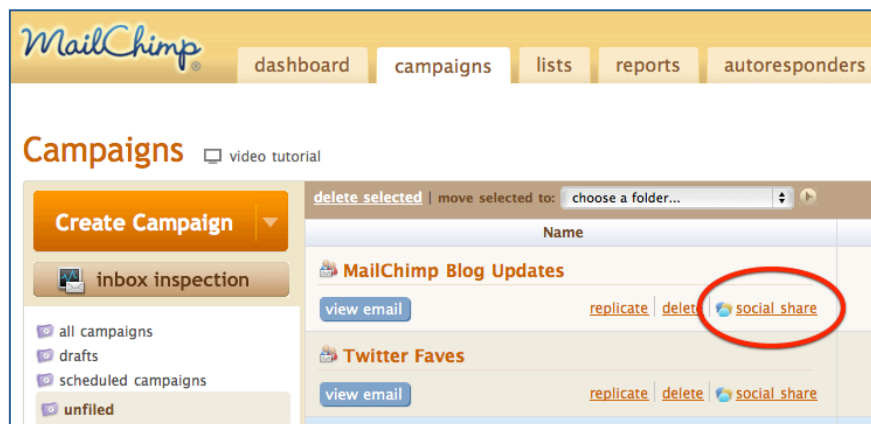 MailChimp®
dashboard campaigns lists reports autoresponders
Campaigns video tutorial
Create Campaign
inbox inspection
all campaigns
drafts
scheduled campaigns
unfiled
delete selected | move selected to: choose a folder...
Name
MailChimp Blog Updates
view email replicate delete social share
Twitter Faves
view email replicate delete social share